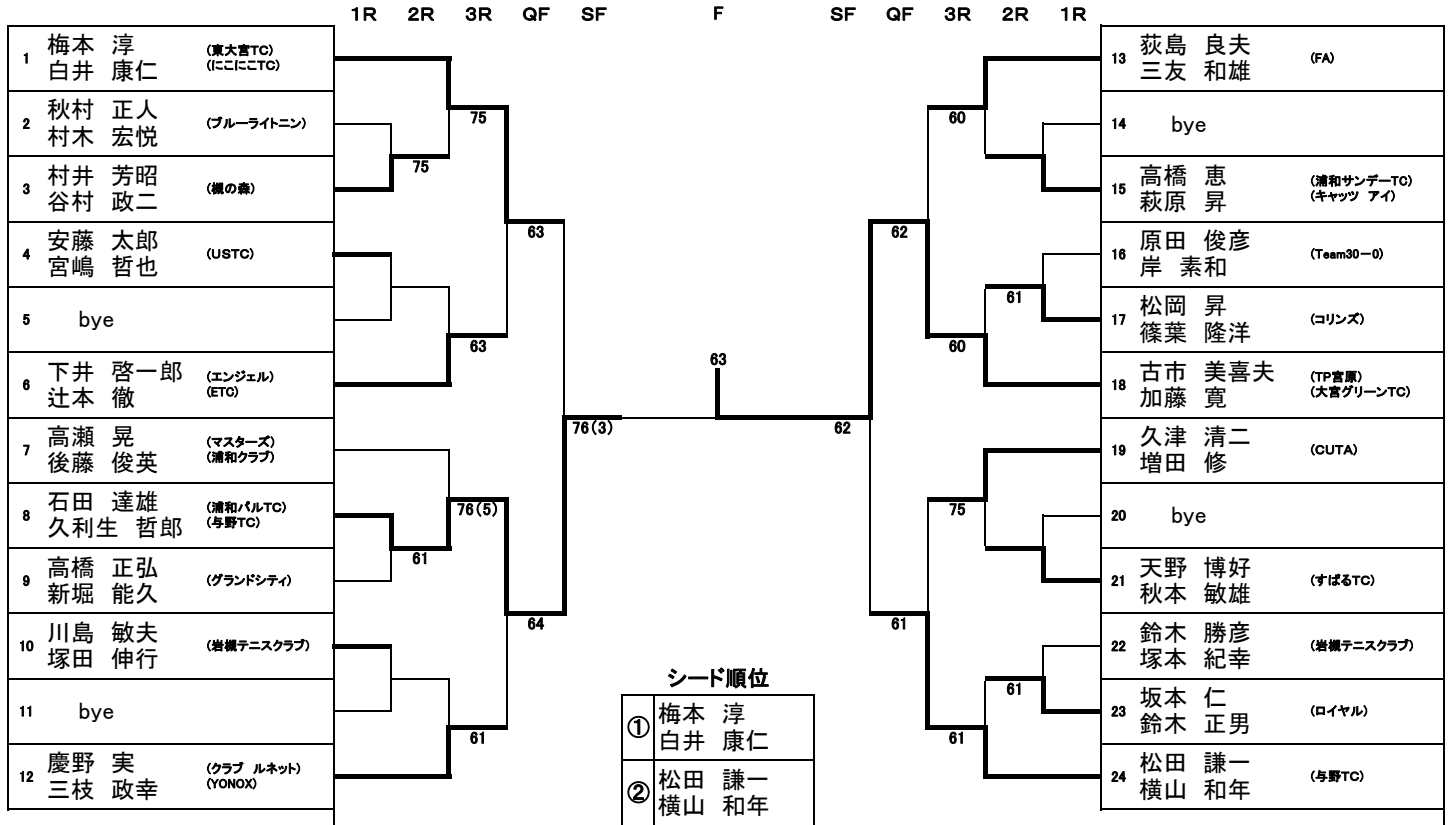 1R 2R 3R QF SF F SF QF 3R 2R 1R
1 梅本 淳 (東大宮TC)
白井 康仁 (にこにこTC)
2 秋村 正人 (ブルーライトニン)
村木 宏悦
3 村井 芳昭 (槻の森)
谷村 政二
4 安藤 太郎 (USTC)
宮嶋 哲也
5 bye
6 下井 啓一郎 (エンジェル)
辻本 徹 (ETC)
7 高瀬 晃 (マスターズ)
後藤 俊英 (浦和クラブ)
8 石田 達雄 (浦和パルTC)
久利生 哲郎 (与野TC)
9 高橋 正弘 (グランドシティ)
新堀 能久
10 川島 敏夫 (岩槻テニスクラブ)
塚田 伸行
11 bye
12 慶野 実 (クラブ ルネット)
三枝 政幸 (YONOX)
75
75
63
63
76(3)
76(5)
61
64
61
63
62
60
62
61
60
75
61
61
61
13 荻島 良夫 (FA)
三友 和雄
14 bye
15 高橋 恵 (浦和サンデーTC)
萩原 昇 (キャッツ アイ)
16 原田 俊彦 (Team30－0)
岸 素和
17 松岡 昇 (コリンズ)
篠葉 隆洋
18 古市 美喜夫 (TP宮原)
加藤 寛 (大宮グリーンTC)
19 久津 清二 (CUTA)
増田 修
20 bye
21 天野 博好 (すばるTC)
秋本 敏雄
22 鈴木 勝彦 (岩槻テニスクラブ)
塚本 紀幸
23 坂本 仁 (ロイヤル)
鈴木 正男
24 松田 謙一 (与野TC)
横山 和年
シード順位
① 梅本 淳
白井 康仁
② 松田 謙一
横山 和年